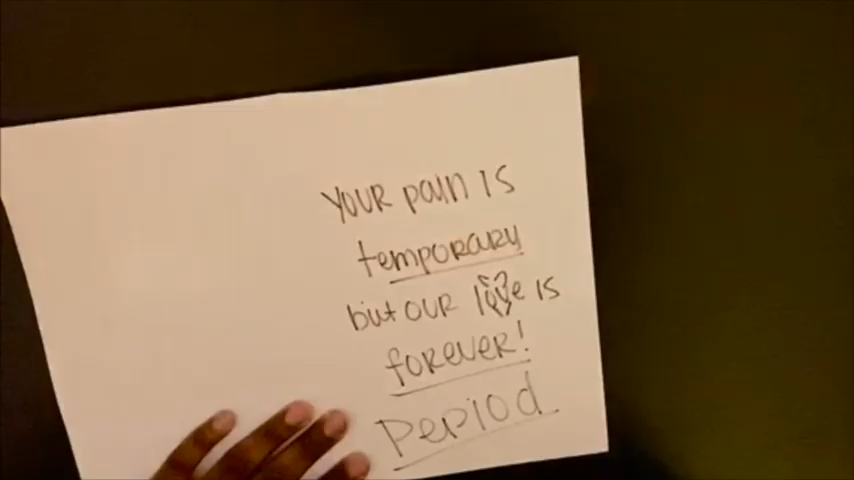 YOUR pain is
temporary
but OUR love is
forever!
Period